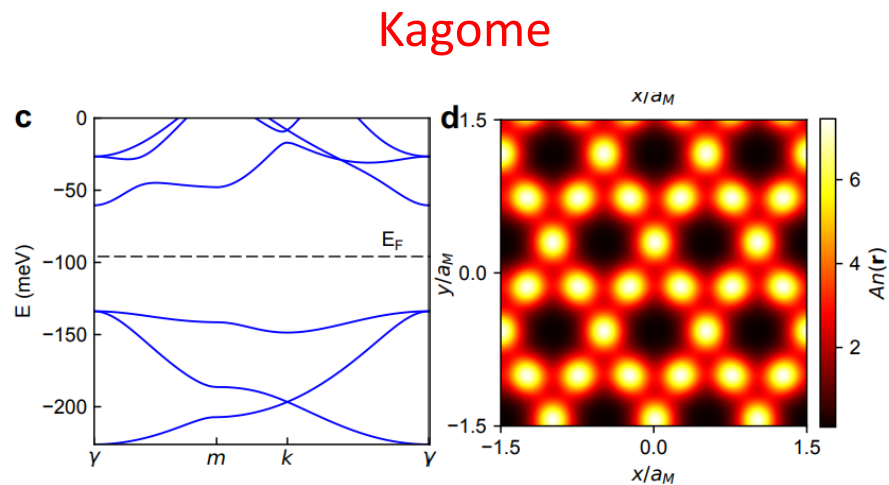 Kagome
c
0
−50
−100
−150
−200
E (meV)
E_F
γ
m
k
γ
x/a_M
d
1.5
0.0
−1.5
y/a_M
−1.5
0.0
1.5
x/a_M
6
4
2
An(r)